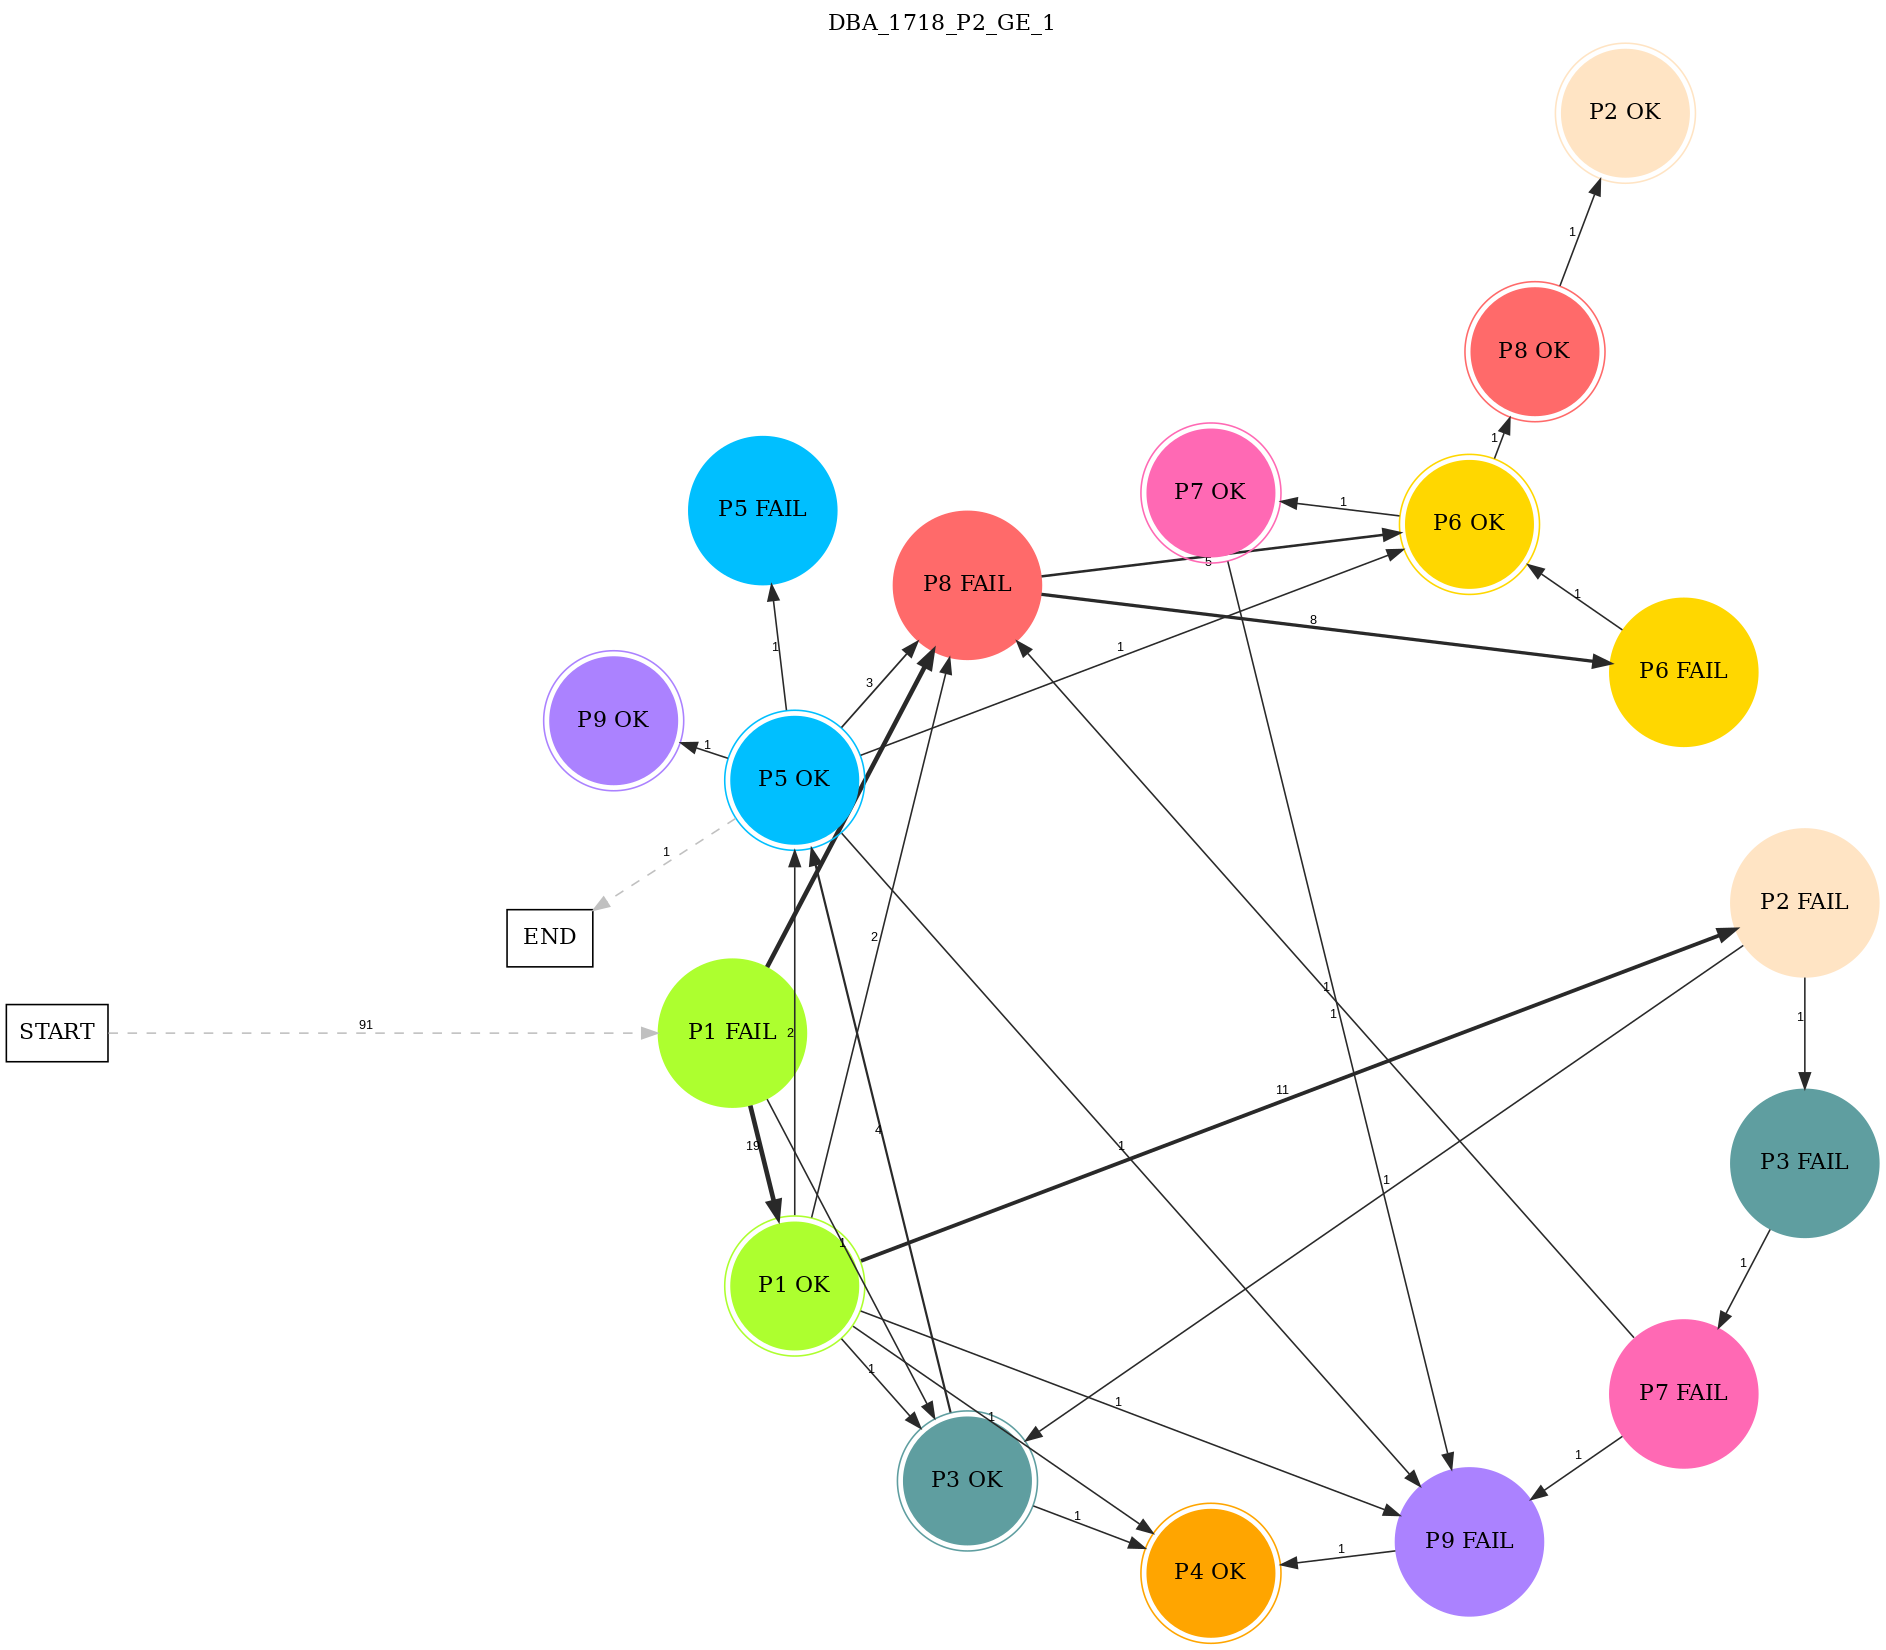 DBA_1718_P2_GE_1
P2 OK
1
P8 OK
1
P7 OK
P5 FAIL
1
P6 OK
P8 FAIL
5
1
8
P6 FAIL
1
1
3
P9 OK
1
P5 OK
1
END
2
P2 FAIL
1
1
1
START
91
P1 FAIL
2
11
4
19
1
1
P3 FAIL
1
1
P1 OK
1
1
1
P7 FAIL
1
1
P3 OK
1
1
P4 OK
P9 FAIL